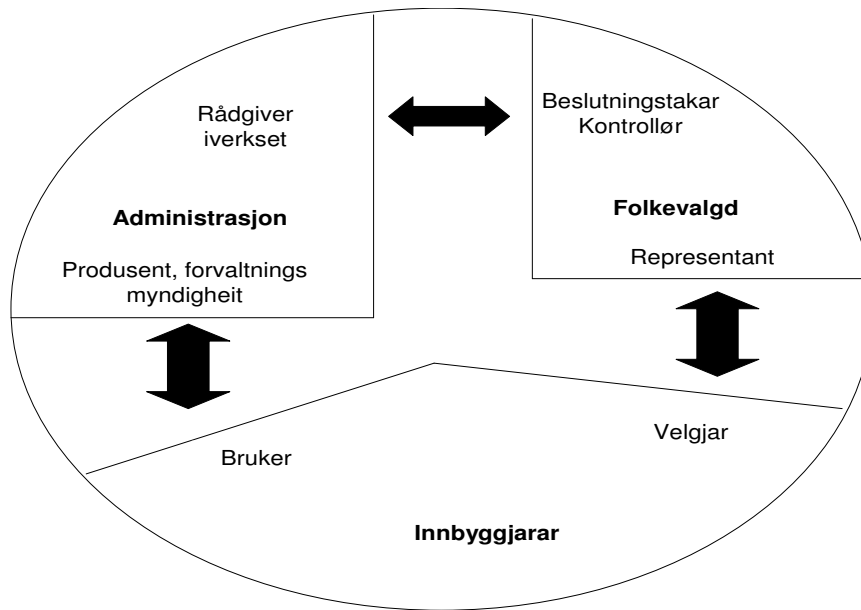 Rådgiver
iverkset
Administrasjon
Produsent, forvaltnings
myndigheit
Beslutningstakar
Kontrollør
Folkevalgd
Representant
Bruker
Velgjar
Innbyggjarar